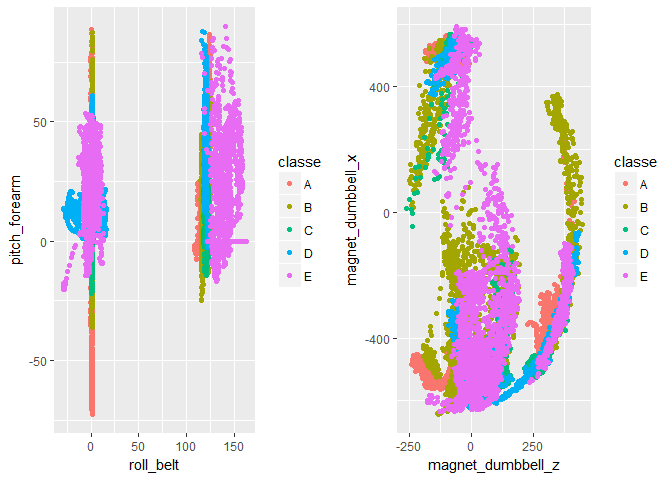 pitch_forearm
50
0
-50
0
50
100
150
roll_belt
classe
A
B
C
D
E
magnet_dumbbell_x
400
0
-400
-250
0
250
magnet_dumbbell_z
classe
A
B
C
D
E